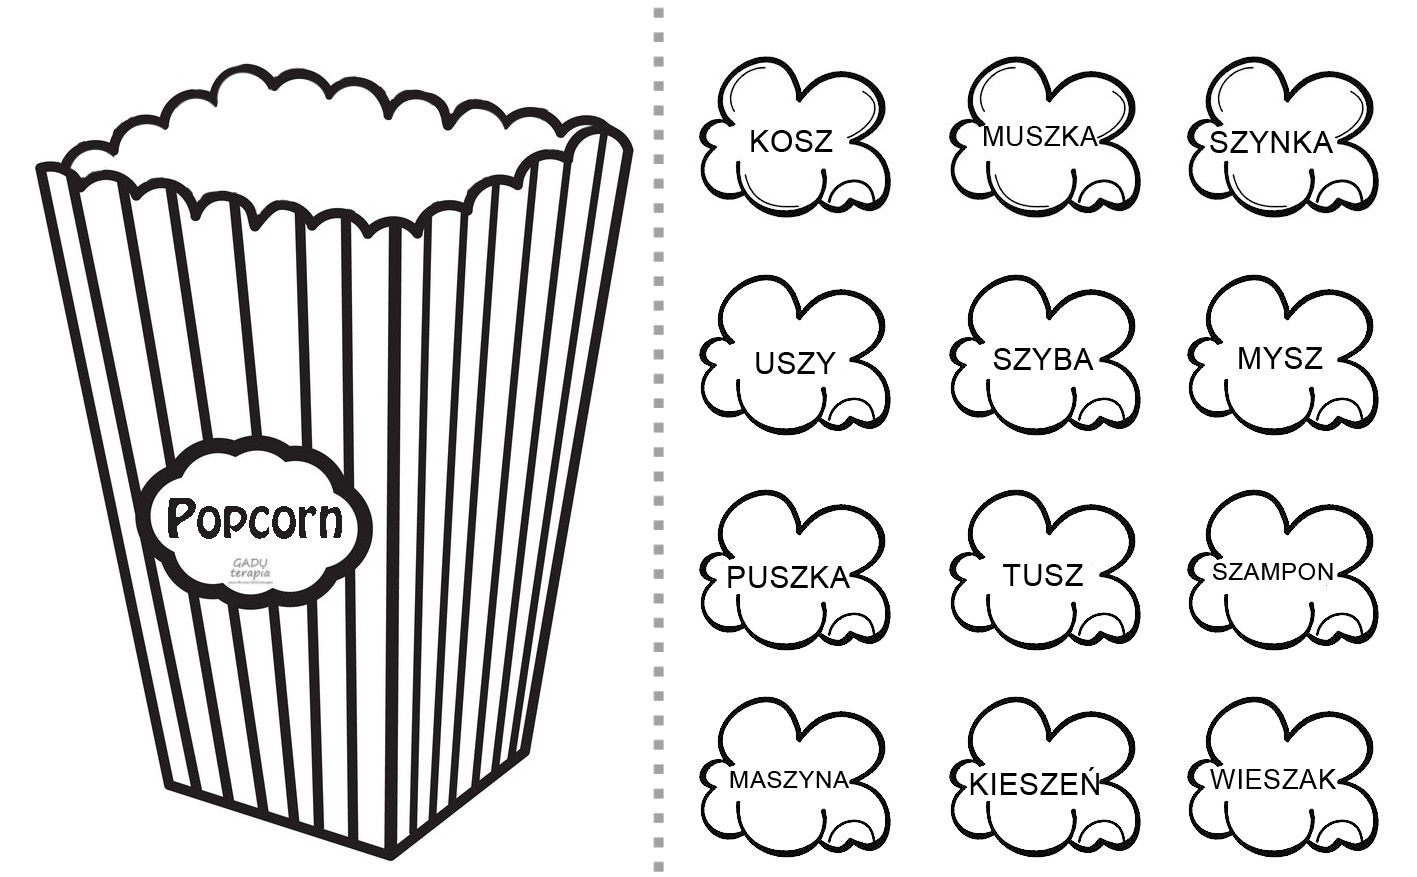 KOSZ
MUSZKA
SZYNKA
USZY
SZYBA
MYSZ
Popcorn
GADU
terapia
PUSZKA
TUSZ
SZAMPON
MASZYNA
KIESZEŃ
WIESZAK